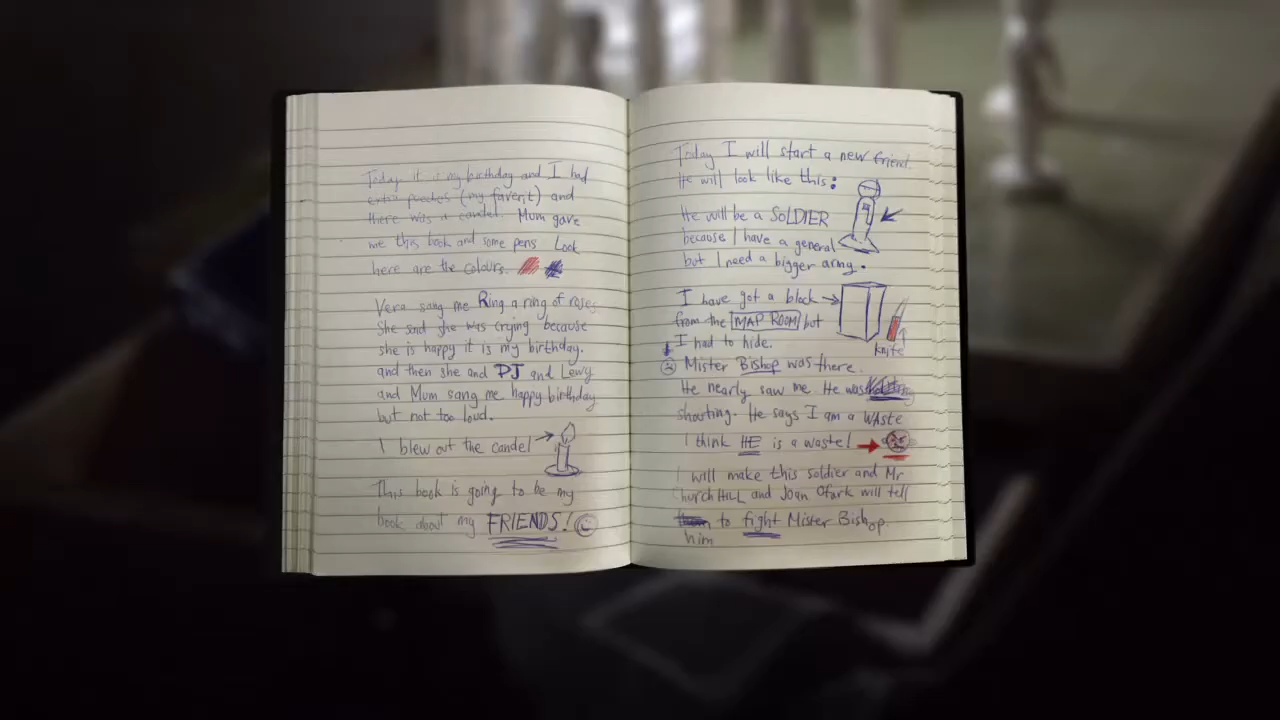 Today it is my birthday and I had
extra peaches (my faverit) and
there was a candel. Mum gave
me this book and some pens Look
here are the colours.
Vera sang me Ring a ring of roses
She said she was crying because
she is happy it is my birthday.
and then she and DJ and Lewy
and Mum sang me happy birthday
but not too loud.
I blew out the candel
This book is going to be my
book about my FRIENDS!
Today I will start a new friend.
He will look like this:
He will be a SOLDIER
because I have a general
but I need a bigger army.
I have got a block
from the MAP ROOM but
I had to hide.
knife
Mister Bishop was there.
He nearly saw me. He was
shouting. He says I am a WASTE
I think HE is a waste!
I will make this soldier and Mr
ChurchHILL and Joan Ofark will tell
to fight Mister Bishop.
him